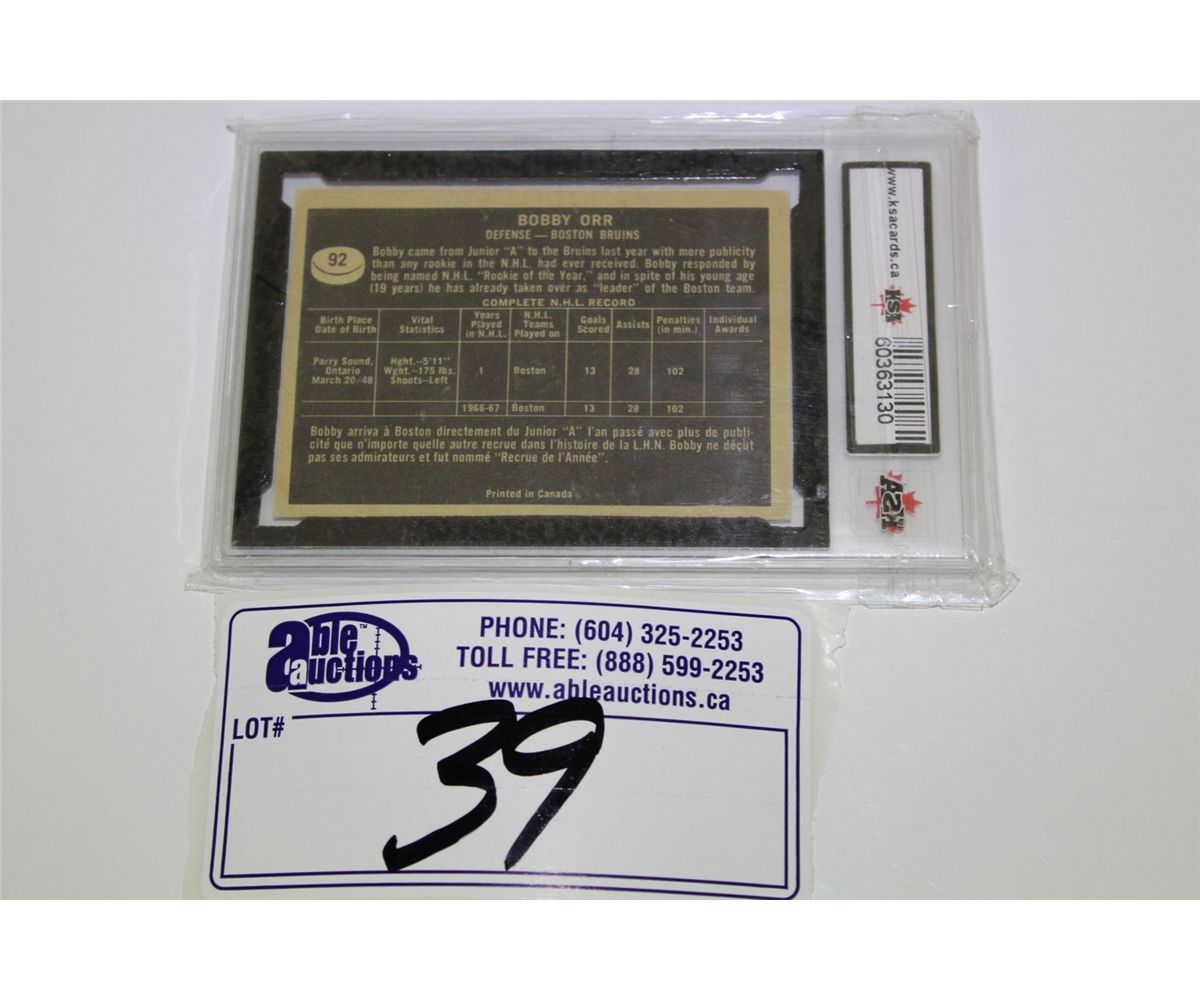 BOBBY ORR
DEFENSE — BOSTON BRUINS
92
Bobby came from Junior "A" to the Bruins last year with more publicity
than any rookie in the N.H.L. had ever received. Bobby responded by
being named N.H.L. "Rookie of the Year," and in spite of his young age
(19 years) he has already taken over as "leader" of the Boston team.
COMPLETE N.H.L. RECORD
Birth Place Date of Birth | Vital Statistics | Years Played in N.H.L. | N.H.L. Teams Played on | Goals Scored | Assists | Penalties (in min.) | Individual Awards
Parry Sound, Ontario March 20/48 | Hght.--5'11" Wght.--175 lbs. Shoots--Left | 1 | Boston | 13 | 28 | 102
1966-67 | Boston | 13 | 28 | 102
Bobby arriva à Boston directement du Junior "A" l'an passé avec plus de publi-
cité que n'importe quelle autre recrue dans l'histoire de la L.H.N. Bobby ne déçut
pas ses admirateurs et fut nommé "Recrue de l'Année".
Printed in Canada
www.ksacards.ca
KSA
60363130
KSA
able auctions™
PHONE: (604) 325-2253
TOLL FREE: (888) 599-2253
www.ableauctions.ca
LOT#
39